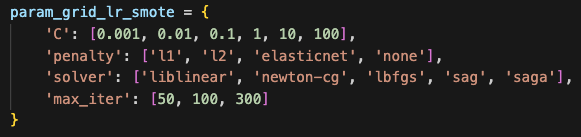 param_grid_lr_smote = {
    'C': [0.001, 0.01, 0.1, 1, 10, 100],
    'penalty': ['l1', 'l2', 'elasticnet', 'none'],
    'solver': ['liblinear', 'newton-cg', 'lbfgs', 'sag', 'saga'],
    'max_iter': [50, 100, 300]
}